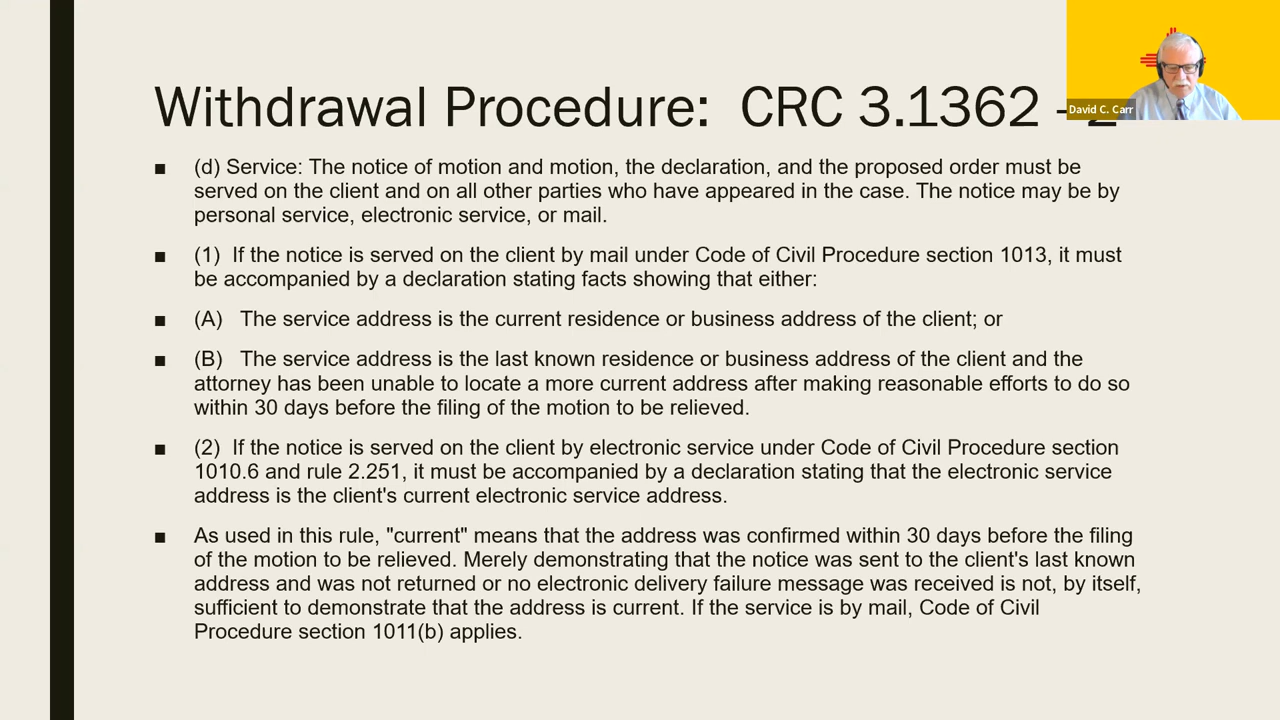 Withdrawal Procedure:  CRC 3.1362 - 2
David C. Carr
■ (d) Service: The notice of motion and motion, the declaration, and the proposed order must be
served on the client and on all other parties who have appeared in the case. The notice may be by
personal service, electronic service, or mail.
■ (1)  If the notice is served on the client by mail under Code of Civil Procedure section 1013, it must
be accompanied by a declaration stating facts showing that either:
■ (A)   The service address is the current residence or business address of the client; or
■ (B)   The service address is the last known residence or business address of the client and the
attorney has been unable to locate a more current address after making reasonable efforts to do so
within 30 days before the filing of the motion to be relieved.
■ (2)  If the notice is served on the client by electronic service under Code of Civil Procedure section
1010.6 and rule 2.251, it must be accompanied by a declaration stating that the electronic service
address is the client's current electronic service address.
■ As used in this rule, "current" means that the address was confirmed within 30 days before the filing
of the motion to be relieved. Merely demonstrating that the notice was sent to the client's last known
address and was not returned or no electronic delivery failure message was received is not, by itself,
sufficient to demonstrate that the address is current. If the service is by mail, Code of Civil
Procedure section 1011(b) applies.